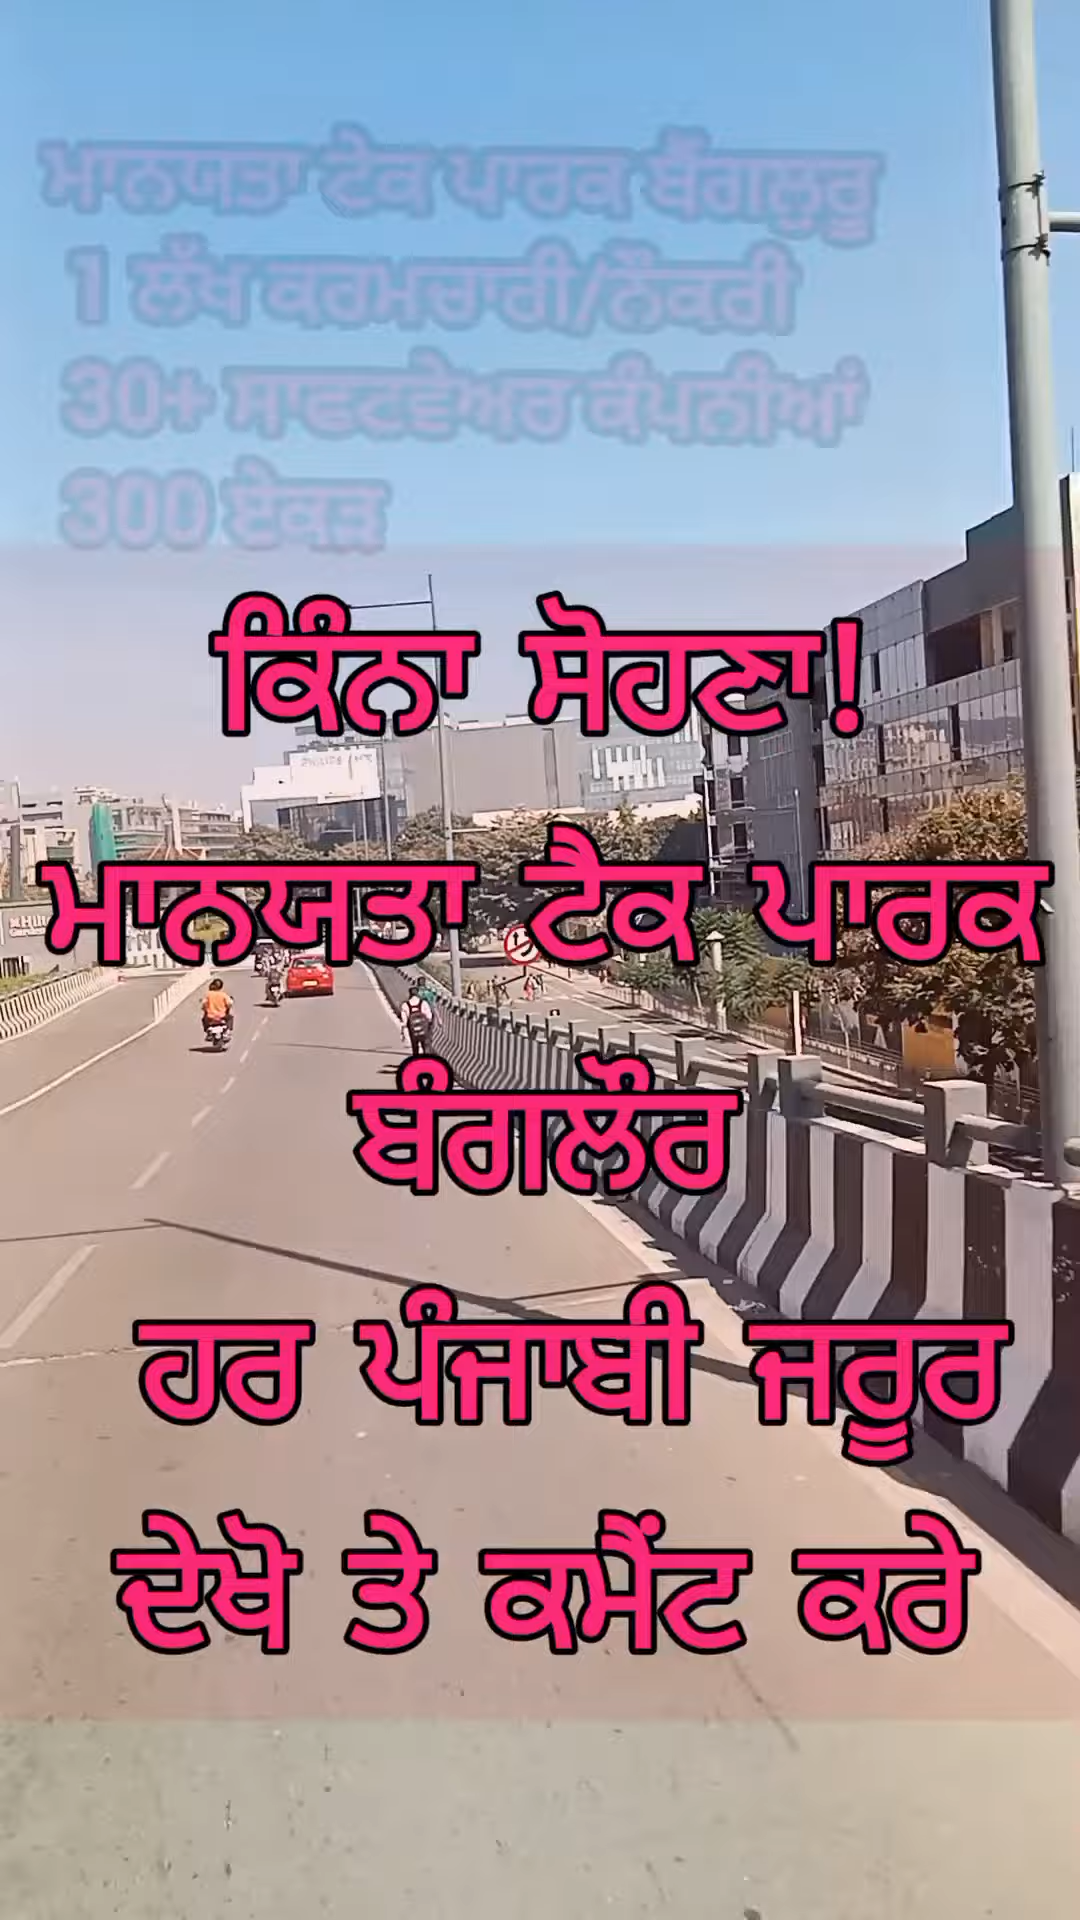 ਮਾਨਯਤਾ ਟੇਕ ਪਾਰਕ ਬੈਂਗਲੁਰੂ
1 ਲੱਖ ਕਰਮਚਾਰੀ/ਨੌਕਰੀ
30+ ਸਾਫਟਵੇਅਰ ਕੰਪਨੀਆਂ
300 ਏਕੜ
ਕਿੰਨਾ ਸੋਹਣਾ!
ਮਾਨਯਤਾ ਟੈਕ ਪਾਰਕ
ਬੰਗਲੌਰ
ਹਰ ਪੰਜਾਬੀ ਜਰੂਰ
ਦੇਖੋ ਤੇ ਕਮੈਂਟ ਕਰੇ